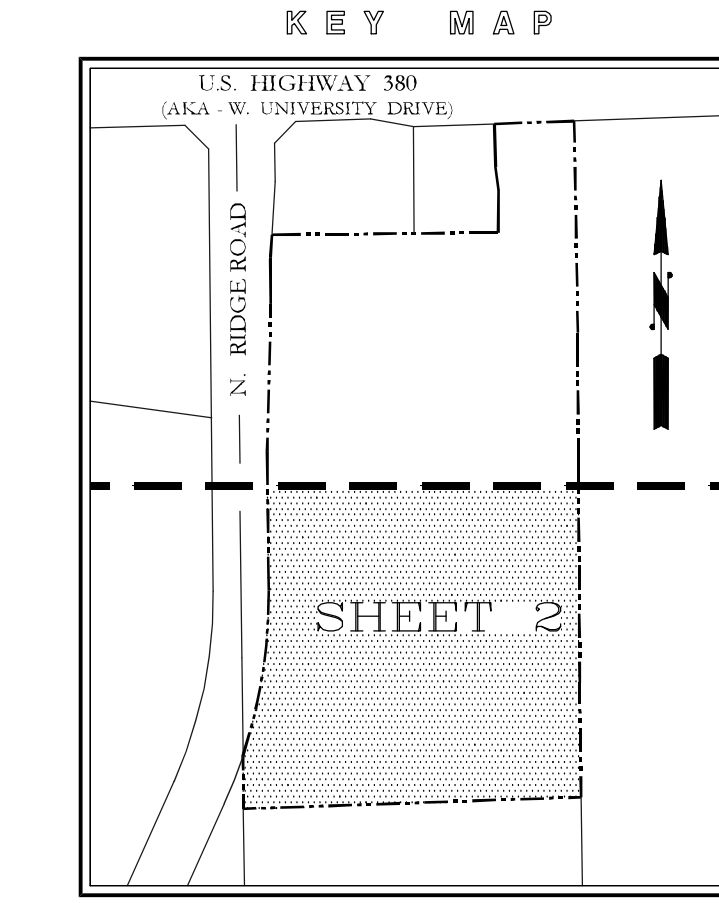 KEY MAP
U.S. HIGHWAY 380
(AKA - W. UNIVERSITY DRIVE)
N. RIDGE ROAD
N
SHEET 2